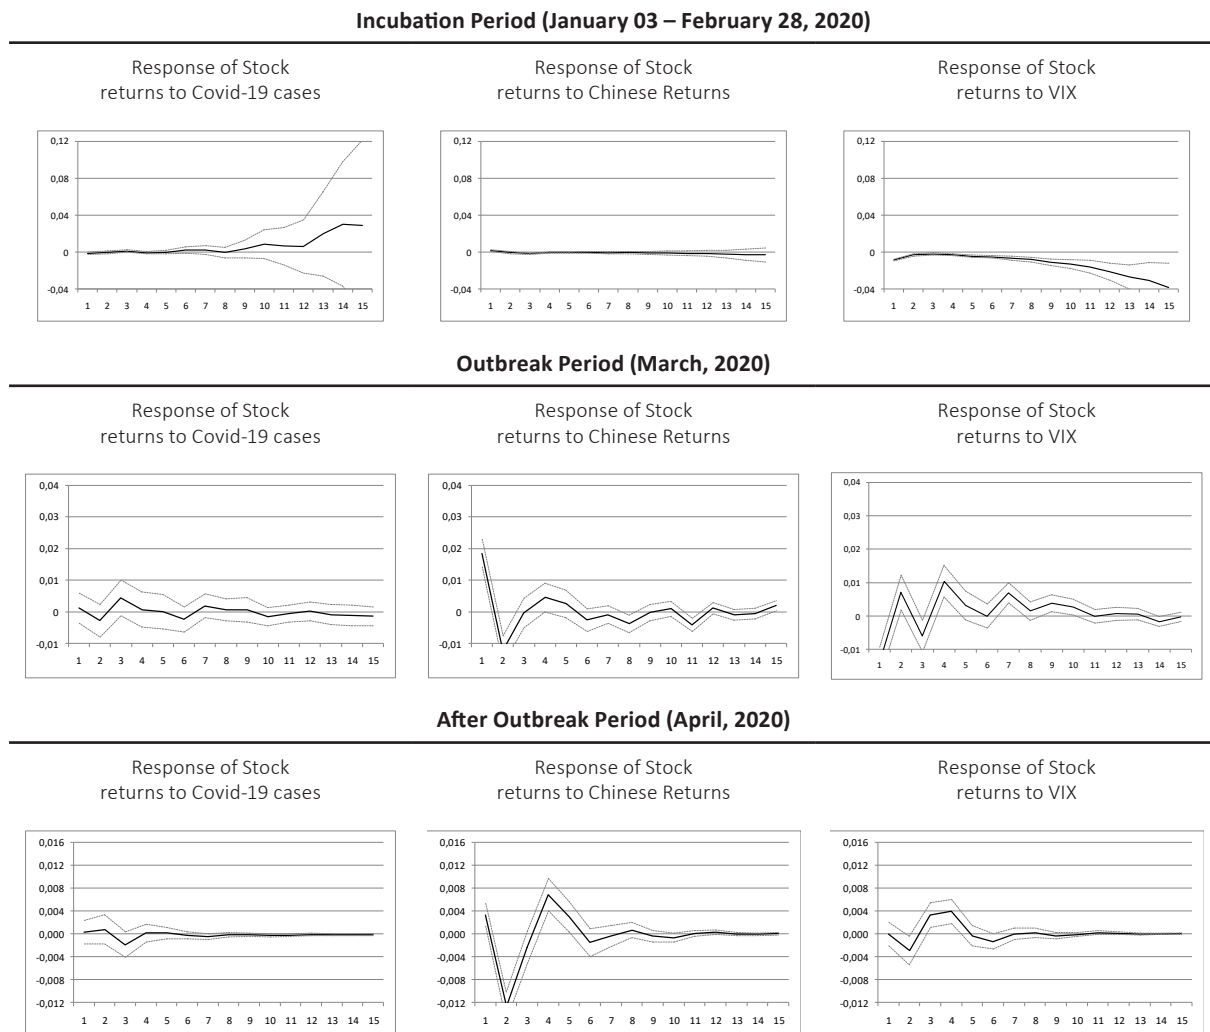 Incubation Period (January 03 – February 28, 2020)
Response of Stock
returns to Covid-19 cases
Response of Stock
returns to Chinese Returns
Response of Stock
returns to VIX
0,12
0,08
0,04
0
-0,04
1 2 3 4 5 6 7 8 9 10 11 12 13 14 15
0,12
0,08
0,04
0
-0,04
1 2 3 4 5 6 7 8 9 10 11 12 13 14 15
0,12
0,08
0,04
0
-0,04
1 2 3 4 5 6 7 8 9 10 11 12 13 14 15
Outbreak Period (March, 2020)
Response of Stock
returns to Covid-19 cases
Response of Stock
returns to Chinese Returns
Response of Stock
returns to VIX
0,04
0,03
0,02
0,01
0
-0,01
1 2 3 4 5 6 7 8 9 10 11 12 13 14 15
0,04
0,03
0,02
0,01
0
-0,01
1 2 3 4 5 6 7 8 9 10 11 12 13 14 15
0,04
0,03
0,02
0,01
0
-0,01
1 2 3 4 5 6 7 8 9 10 11 12 13 14 15
After Outbreak Period (April, 2020)
Response of Stock
returns to Covid-19 cases
Response of Stock
returns to Chinese Returns
Response of Stock
returns to VIX
0,016
0,012
0,008
0,004
0,000
-0,004
-0,008
-0,012
1 2 3 4 5 6 7 8 9 10 11 12 13 14 15
0,016
0,012
0,008
0,004
0,000
-0,004
-0,008
-0,012
1 2 3 4 5 6 7 8 9 10 11 12 13 14 15
0,016
0,012
0,008
0,004
0,000
-0,004
-0,008
-0,012
1 2 3 4 5 6 7 8 9 10 11 12 13 14 15